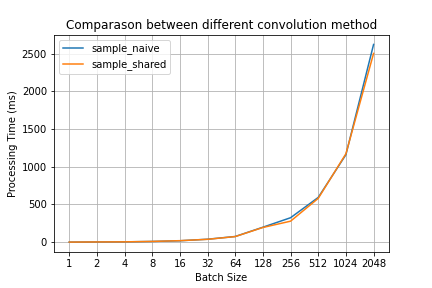 Comparason between different convolution method
sample_naive
sample_shared
Processing Time (ms)
2500
2000
1500
1000
500
0
1 2 4 8 16 32 64 128 256 512 1024 2048
Batch Size